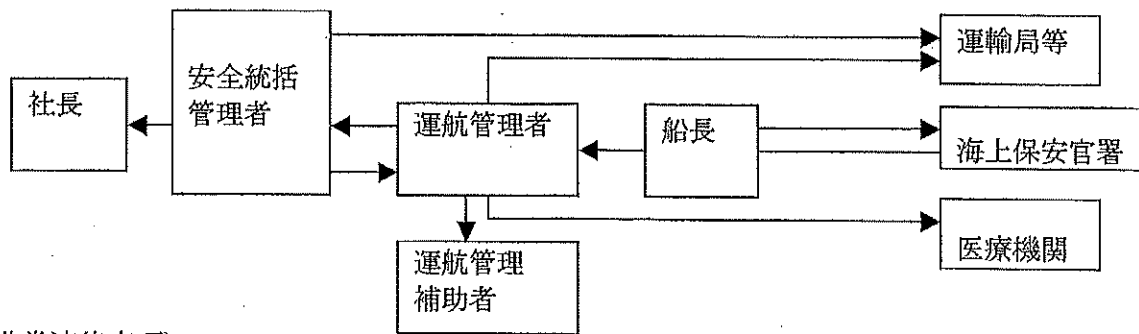 運輸局等
安全統括
管理者
社長
運航管理者
船長
海上保安官署
医療機関
運航管理
補助者